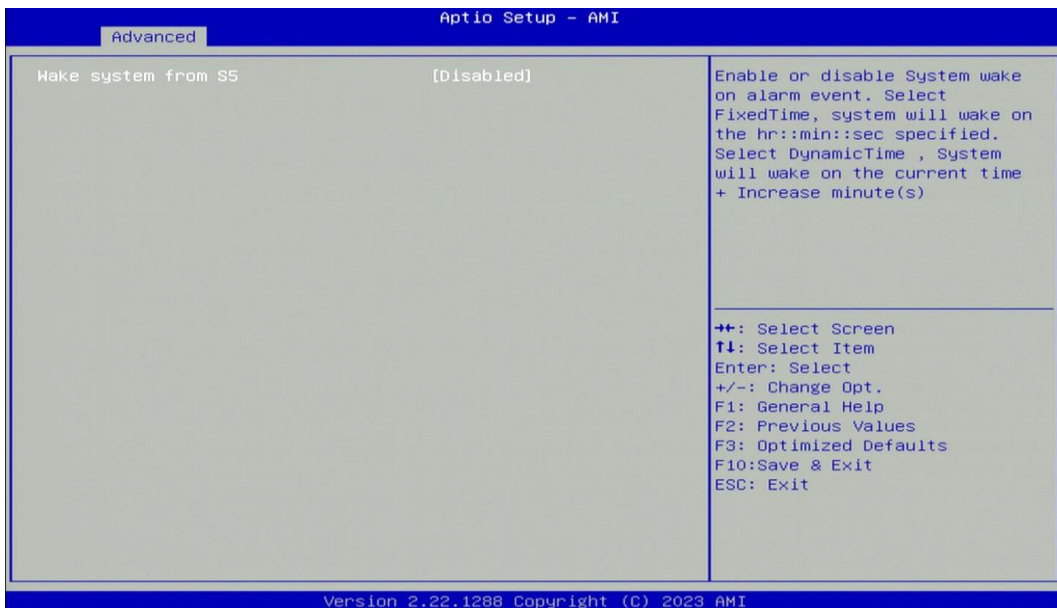 Aptio Setup – AMI
Advanced
Wake system from S5 [Disabled]
Enable or disable System wake
on alarm event. Select
FixedTime, system will wake on
the hr::min::sec specified.
Select DynamicTime , System
will wake on the current time
+ Increase minute(s)
→←: Select Screen
↑↓: Select Item
Enter: Select
+/-: Change Opt.
F1: General Help
F2: Previous Values
F3: Optimized Defaults
F10:Save & Exit
ESC: Exit
Version 2.22.1288 Copyright (C) 2023 AMI